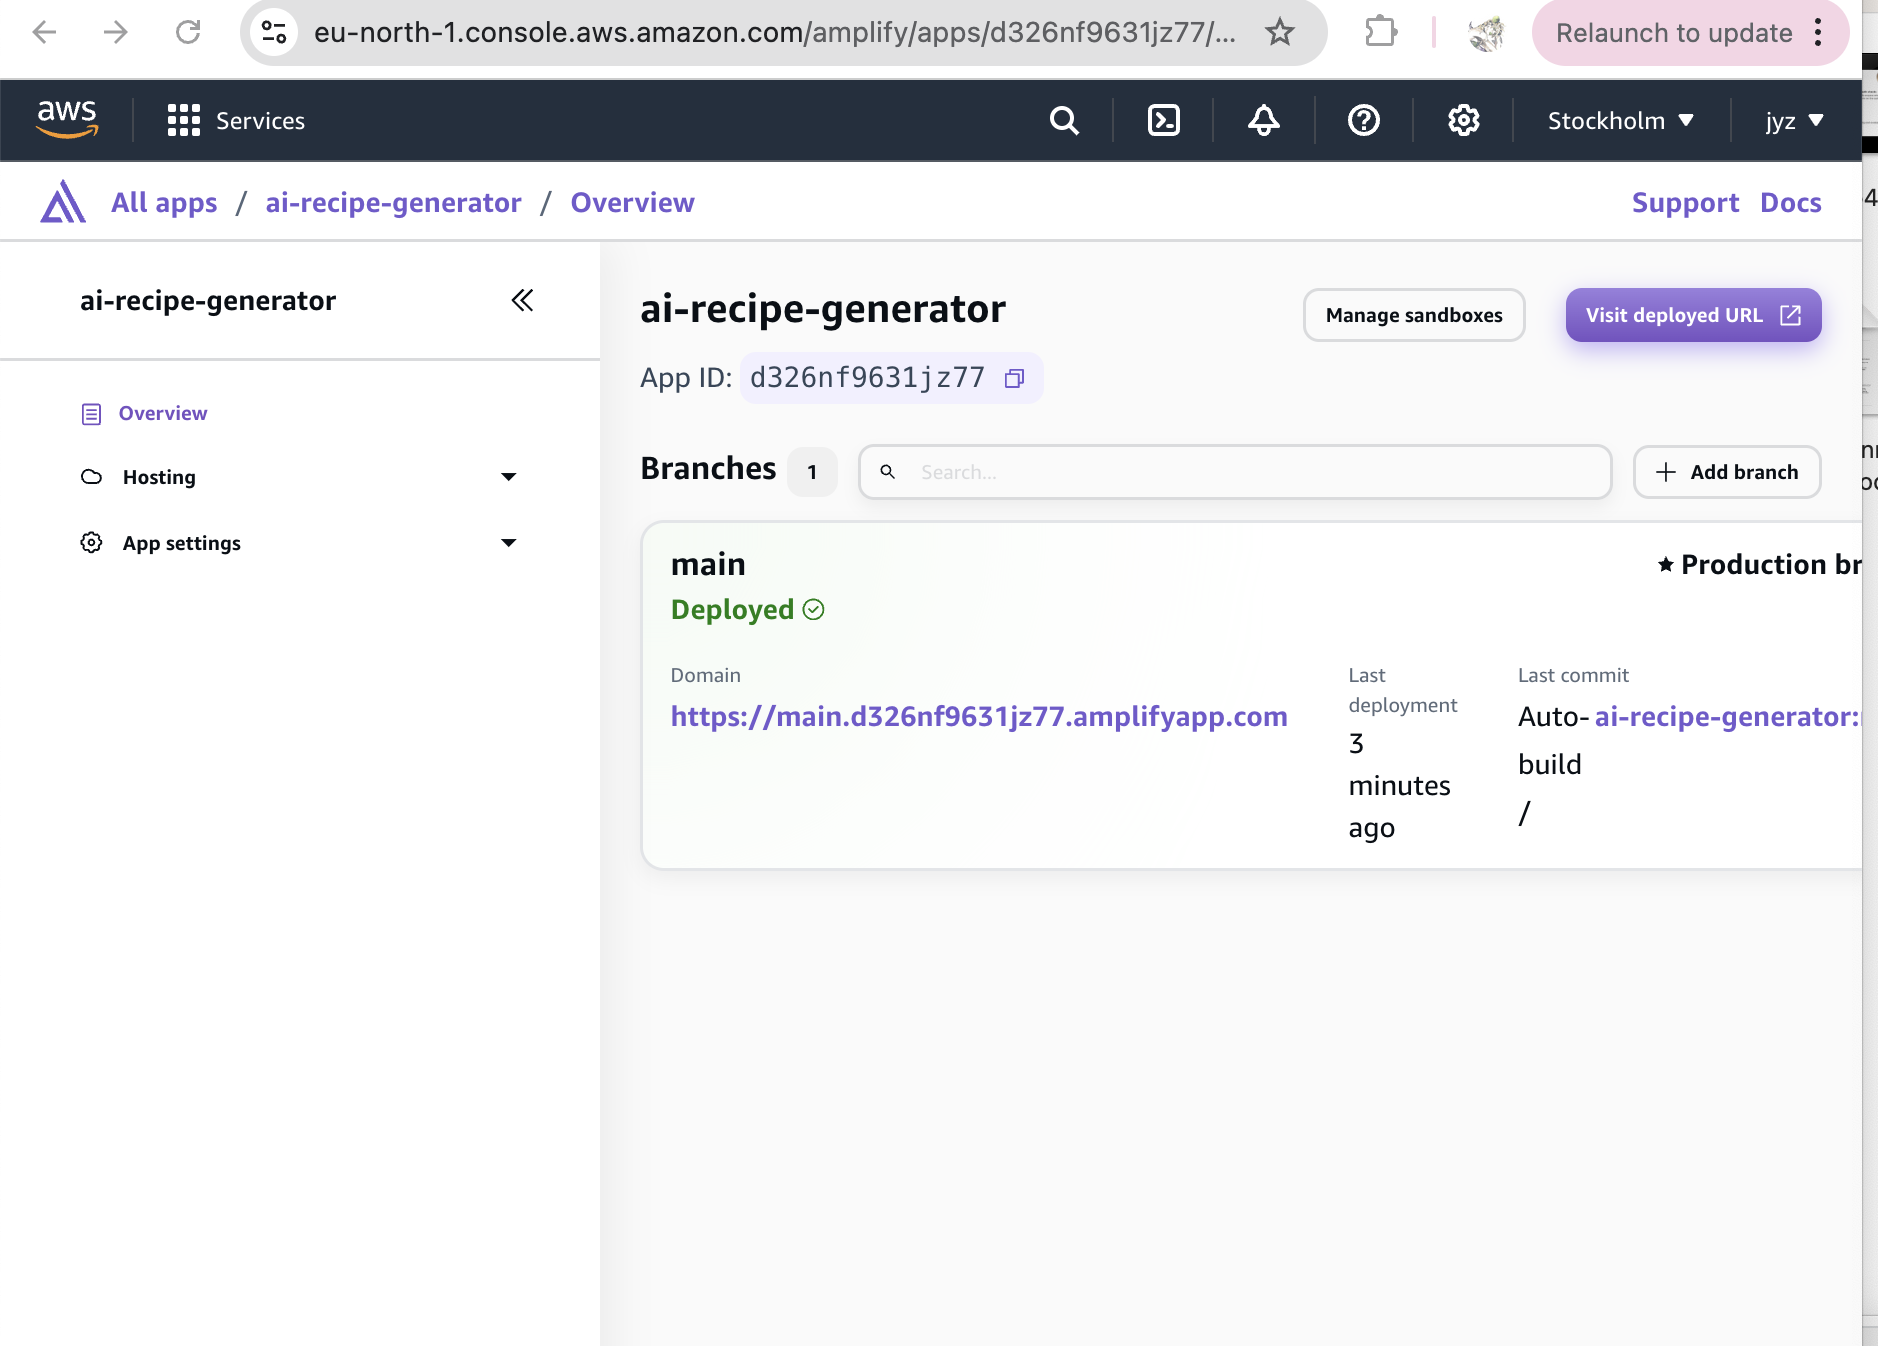 eu-north-1.console.aws.amazon.com/amplify/apps/d326nf9631jz77/...
Relaunch to update
aws
Services
Stockholm
jyz
All apps / ai-recipe-generator / Overview
Support Docs
ai-recipe-generator
Overview
Hosting
App settings
ai-recipe-generator
Manage sandboxes
Visit deployed URL
App ID: d326nf9631jz77
Branches 1
Search...
Add branch
main
Production br
Deployed
Domain
https://main.d326nf9631jz77.amplifyapp.com
Last
deployment
3
minutes
ago
Last commit
Auto- ai-recipe-generator:
build
/